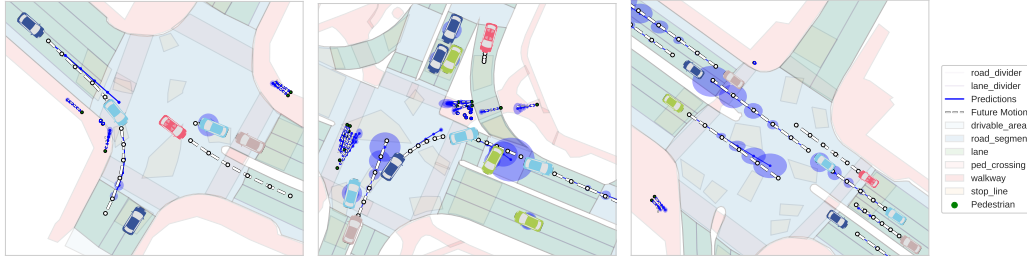 road_divider
lane_divider
Predictions
Future Motion
drivable_area
road_segmen
lane
ped_crossing
walkway
stop_line
Pedestrian